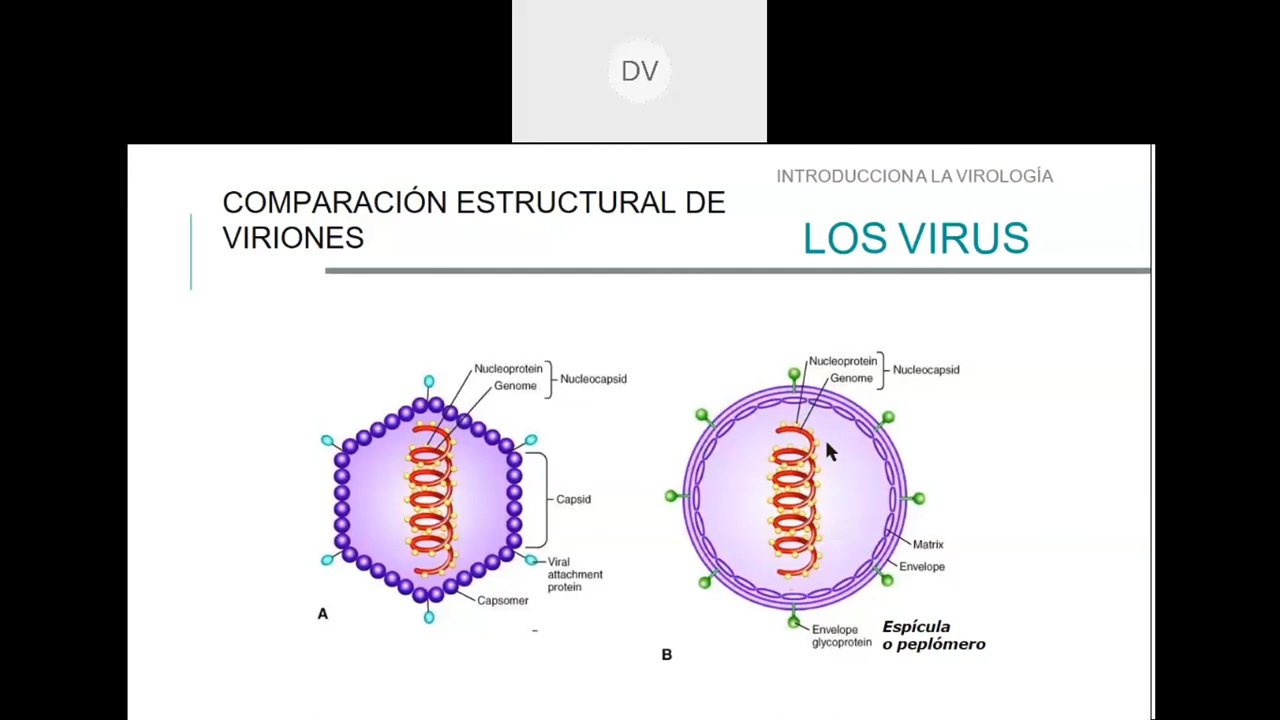 DV
INTRODUCCION A LA VIROLOGÍA
COMPARACIÓN ESTRUCTURAL DE
VIRIONES
LOS VIRUS
Nucleoprotein
Genome
Nucleocapsid
Capsid
Viral
attachment
protein
Capsomer
A
Nucleoprotein
Genome
Nucleocapsid
Matrix
Envelope
Envelope
glycoprotein
Espícula
o peplómero
B